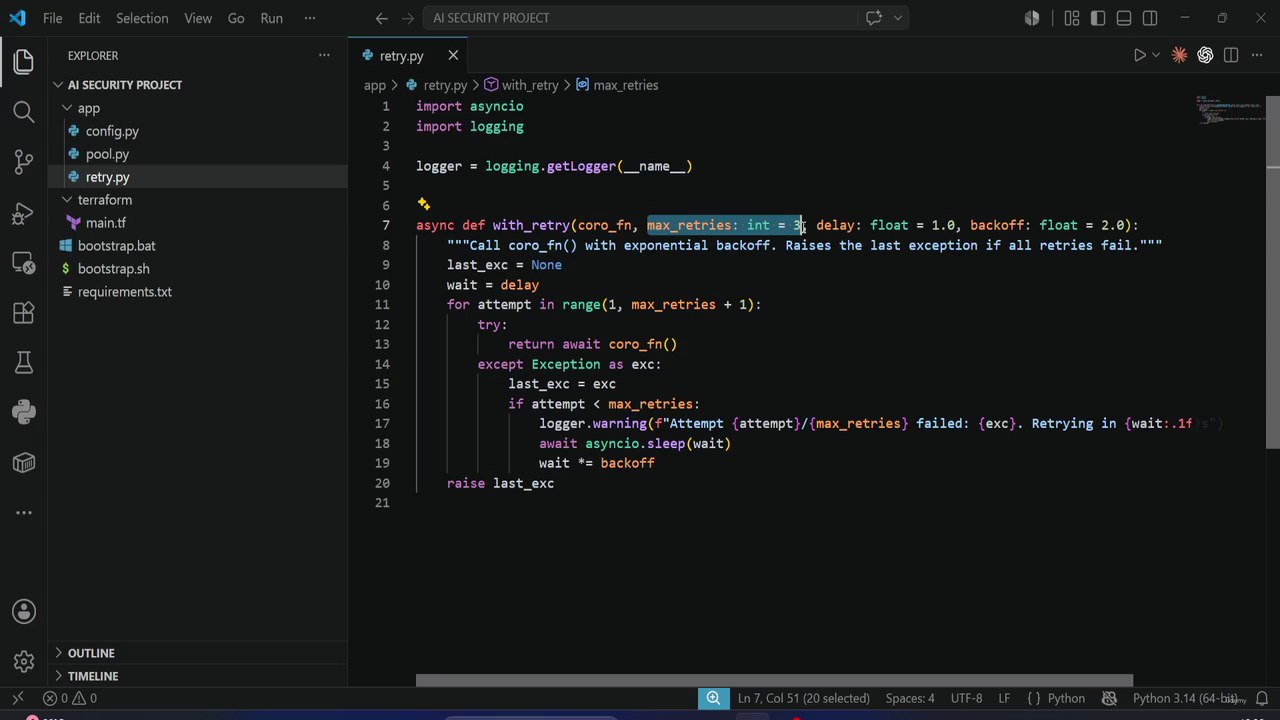 File Edit Selection View Go Run ··· AI SECURITY PROJECT
EXPLORER
AI SECURITY PROJECT
app
config.py
pool.py
retry.py
terraform
main.tf
bootstrap.bat
bootstrap.sh
requirements.txt
OUTLINE
TIMELINE
retry.py
app > retry.py > with_retry > max_retries
1 import asyncio
2 import logging
3
4 logger = logging.getLogger(__name__)
5
6
7 async def with_retry(coro_fn, max_retries: int = 3, delay: float = 1.0, backoff: float = 2.0):
8 """Call coro_fn() with exponential backoff. Raises the last exception if all retries fail."""
9 last_exc = None
10 wait = delay
11 for attempt in range(1, max_retries + 1):
12 try:
13 return await coro_fn()
14 except Exception as exc:
15 last_exc = exc
16 if attempt < max_retries:
17 logger.warning(f"Attempt {attempt}/{max_retries} failed: {exc}. Retrying in {wait:.1f}s")
18 await asyncio.sleep(wait)
19 wait *= backoff
20 raise last_exc
21
0 0 Ln 7, Col 51 (20 selected) Spaces: 4 UTF-8 LF { } Python Python 3.14 (64-bit)